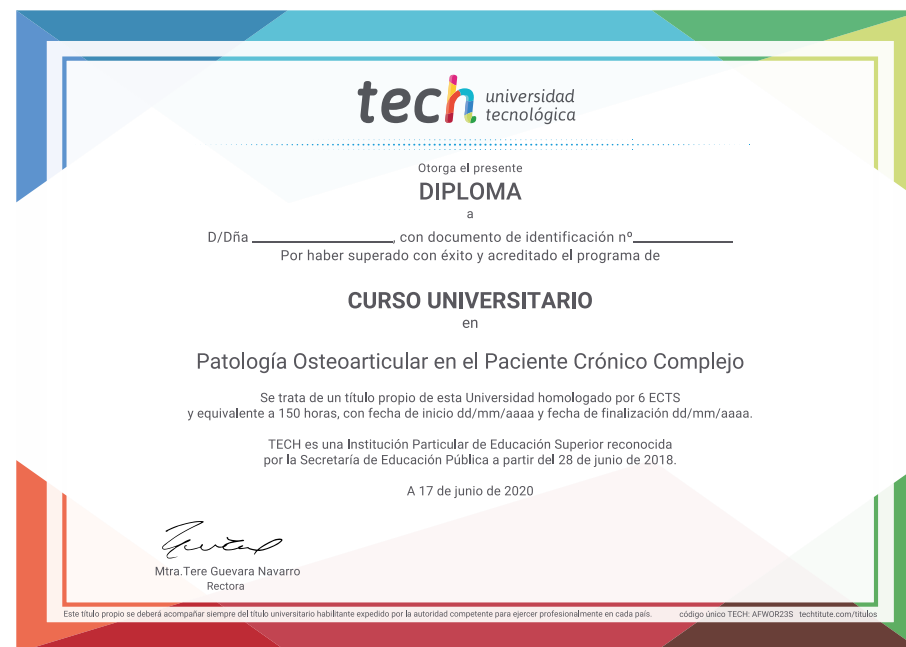 tech universidad
tecnológica
Otorga el presente
DIPLOMA
a
D/Dña ____________________, con documento de identificación nº______________
Por haber superado con éxito y acreditado el programa de
CURSO UNIVERSITARIO
en
Patología Osteoarticular en el Paciente Crónico Complejo
Se trata de un título propio de esta Universidad homologado por 6 ECTS
y equivalente a 150 horas, con fecha de inicio dd/mm/aaaa y fecha de finalización dd/mm/aaaa.
TECH es una Institución Particular de Educación Superior reconocida
por la Secretaría de Educación Pública a partir del 28 de junio de 2018.
A 17 de junio de 2020
Mtra.Tere Guevara Navarro
Rectora
Este título propio se deberá acompañar siempre del título universitario habilitante expedido por la autoridad competente para ejercer profesionalmente en cada país. código único TECH: AFWOR23S techtitute.com/titulos